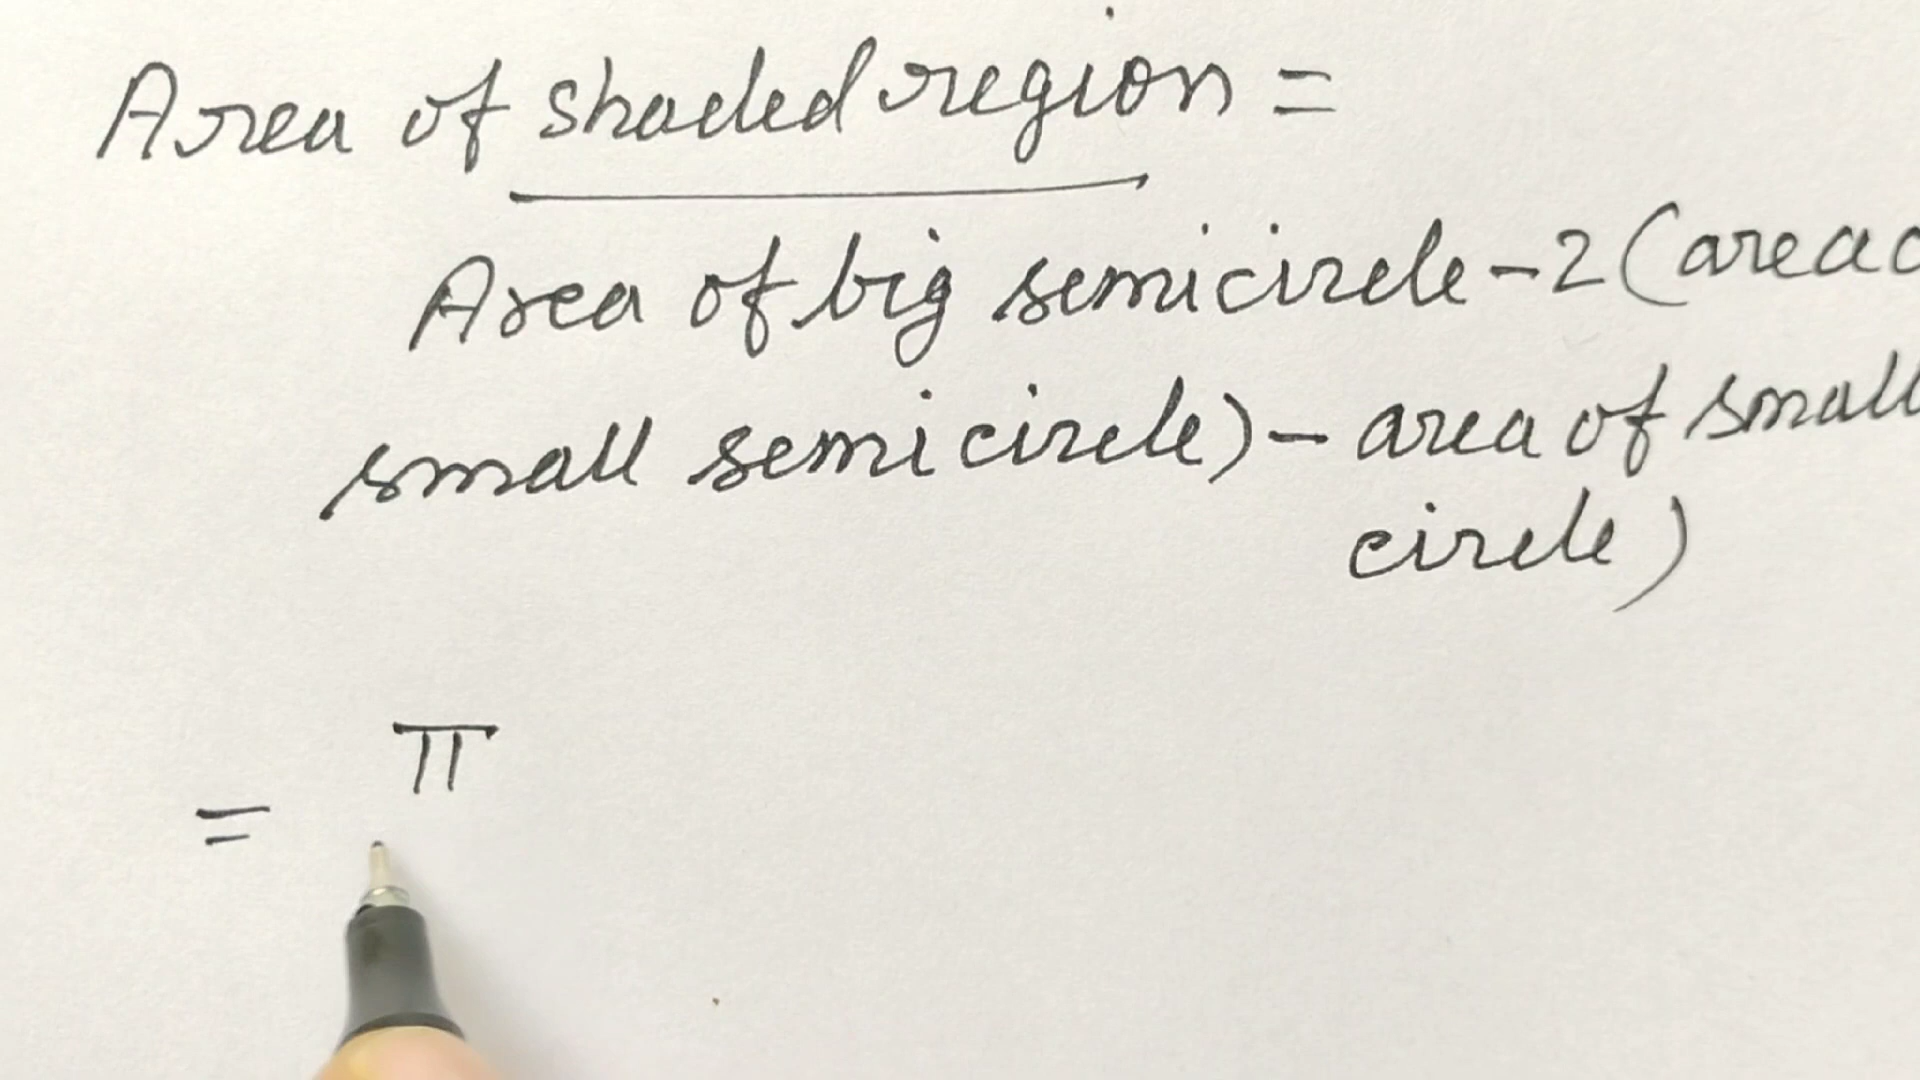 Area of shaded region =
Area of big semicircle - 2 (area o
small semicircle) - area of small
circle)
= π